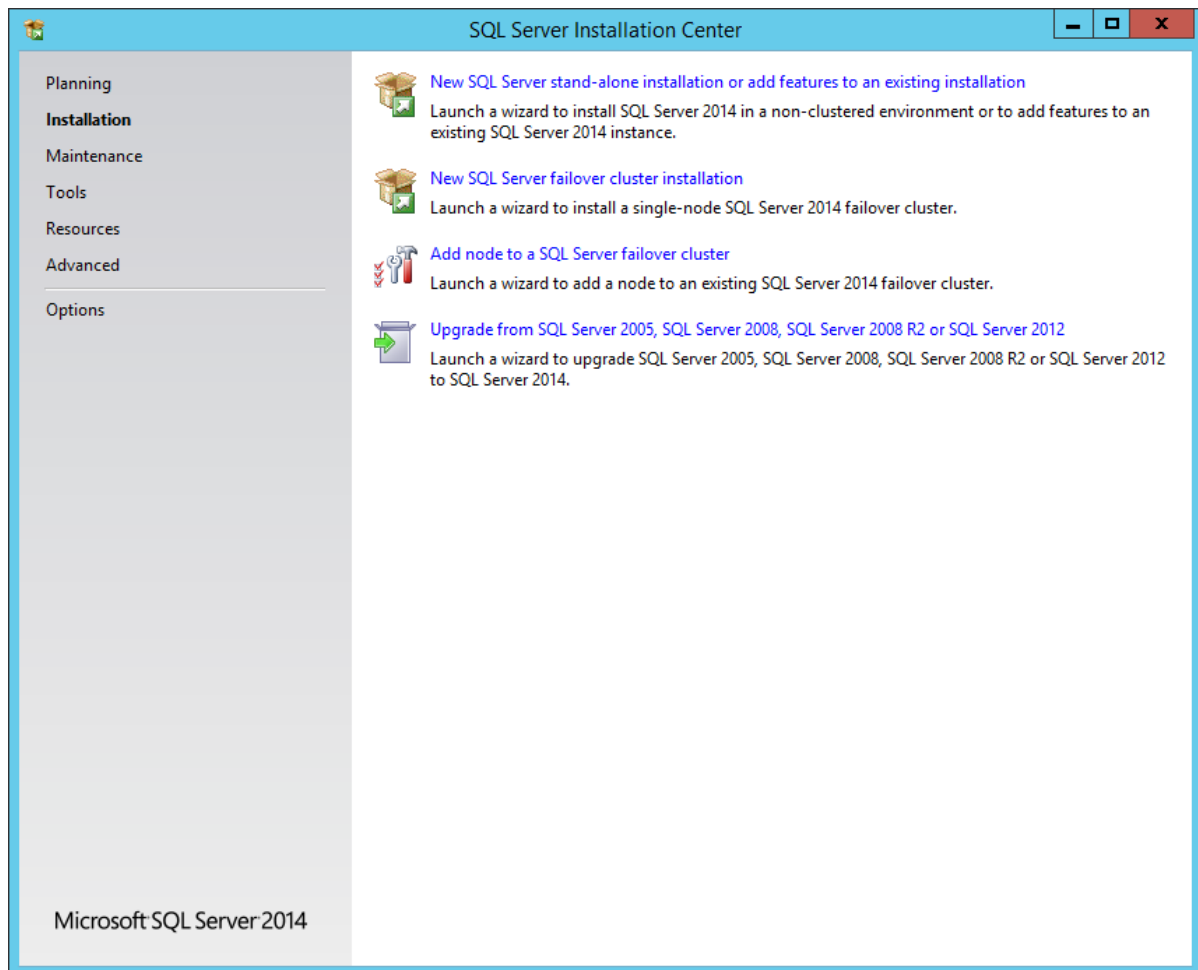 SQL Server Installation Center
Planning
Installation
Maintenance
Tools
Resources
Advanced
Options
New SQL Server stand-alone installation or add features to an existing installation
Launch a wizard to install SQL Server 2014 in a non-clustered environment or to add features to an
existing SQL Server 2014 instance.
New SQL Server failover cluster installation
Launch a wizard to install a single-node SQL Server 2014 failover cluster.
Add node to a SQL Server failover cluster
Launch a wizard to add a node to an existing SQL Server 2014 failover cluster.
Upgrade from SQL Server 2005, SQL Server 2008, SQL Server 2008 R2 or SQL Server 2012
Launch a wizard to upgrade SQL Server 2005, SQL Server 2008, SQL Server 2008 R2 or SQL Server 2012
to SQL Server 2014.
Microsoft SQL Server 2014